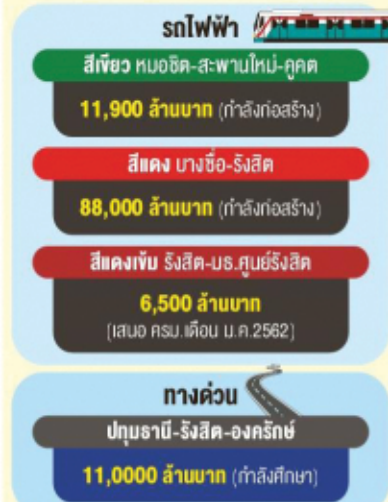 รถไฟฟ้า
สีเขียว หมอชิต-สะพานใหม่-คูคต
11,900 ล้านบาท (กำลังก่อสร้าง)
สีแดง บางซื่อ-รังสิต
88,000 ล้านบาท (กำลังก่อสร้าง)
สีแดงเข้ม รังสิต-มธ.ศูนย์รังสิต
6,500 ล้านบาท
(เสนอ ครม.เดือน ม.ค.2562)
ทางด่วน
ปทุมธานี-รังสิต-องครักษ์
11,0000 ล้านบาท (กำลังศึกษา)